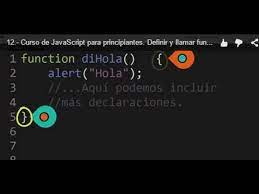 12 - Curso de JavaScript para principiantes. Definir y llamar fun...
1 function diHola() {
2 alert("Hola");
3 //...Aquí podemos incluir
4 //más declaraciones.
5 }
6
7
8
9